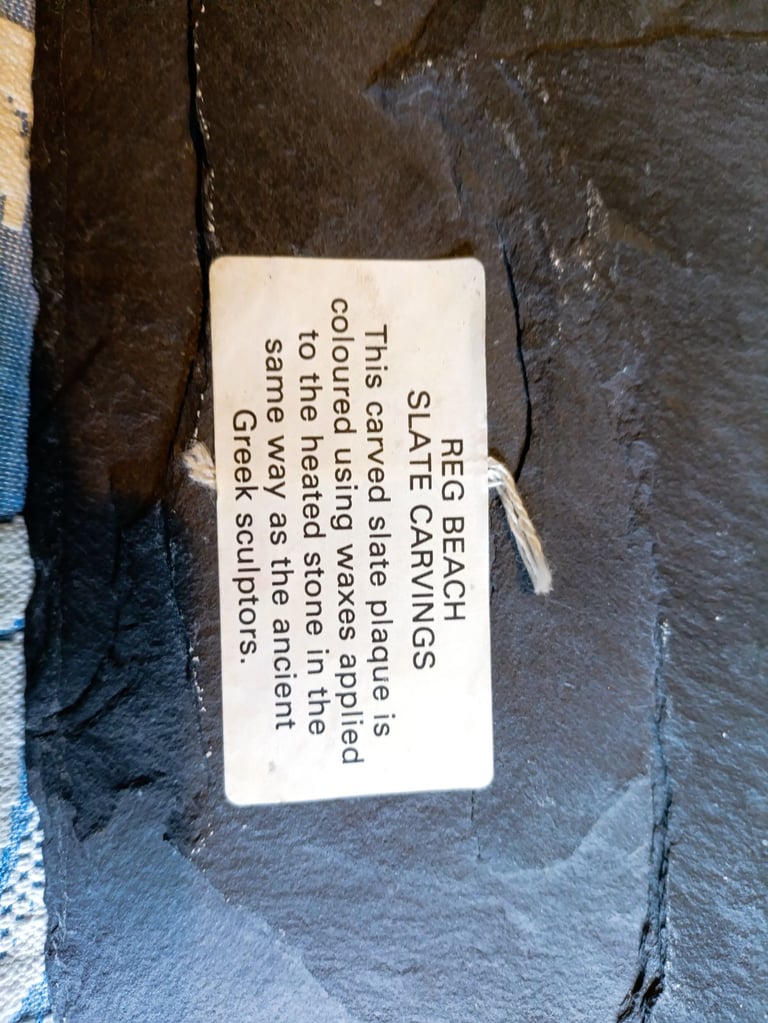 REG BEACH
SLATE CARVINGS
This carved slate plaque is
coloured using waxes applied
to the heated stone in the
same way as the ancient
Greek sculptors.